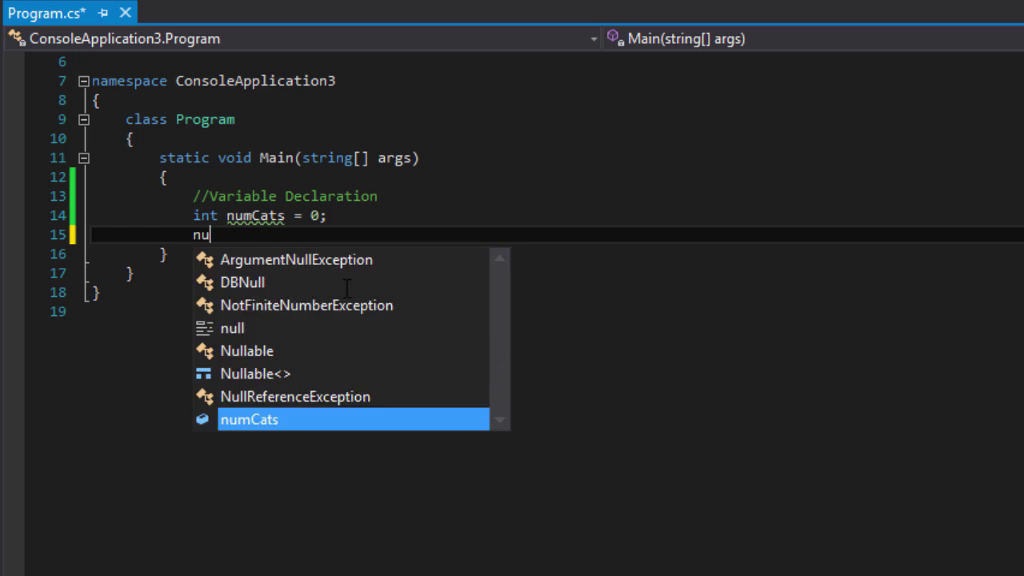 Program.cs*
ConsoleApplication3.Program Main(string[] args)
6
7 namespace ConsoleApplication3
8 {
9 class Program
10 {
11 static void Main(string[] args)
12 {
13 //Variable Declaration
14 int numCats = 0;
15 nu
16 }
17 }
18 }
19
ArgumentNullException
DBNull
NotFiniteNumberException
null
Nullable
Nullable<>
NullReferenceException
numCats